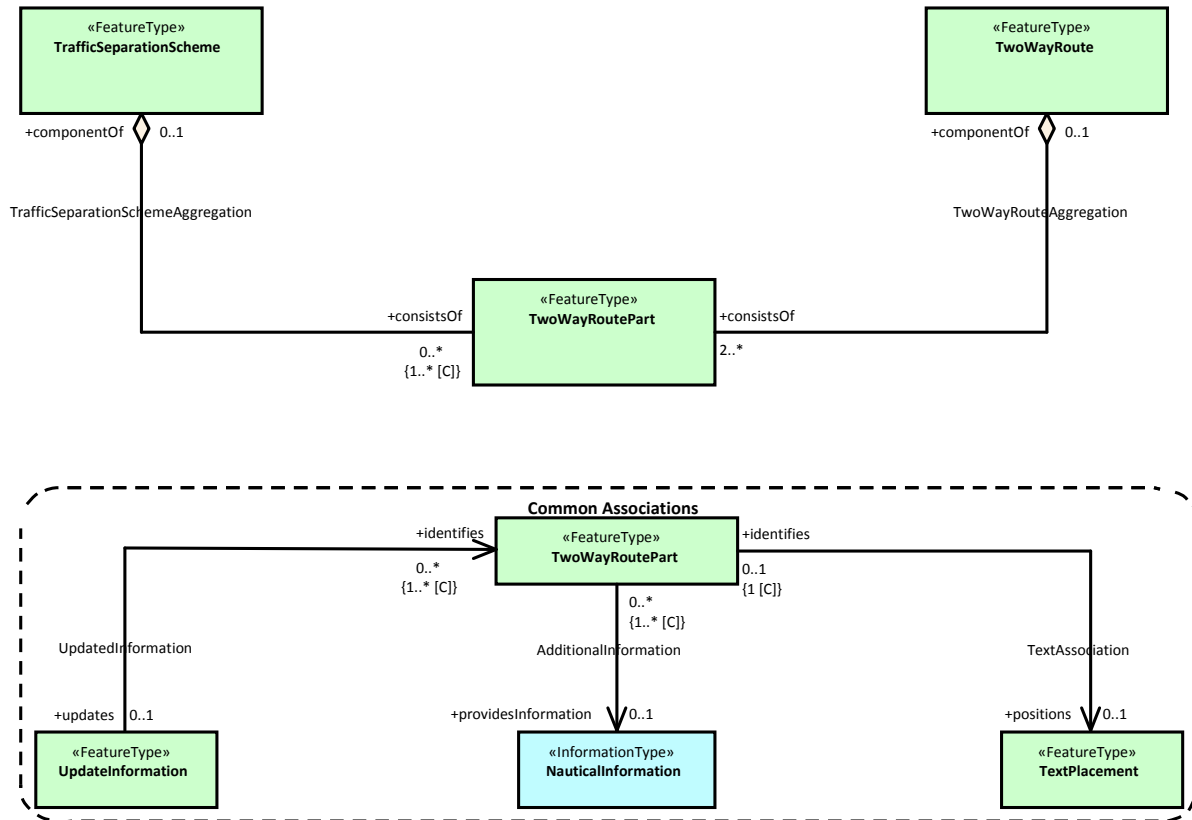 «FeatureType»
TrafficSeparationScheme
«FeatureType»
TwoWayRoute
+componentOf 0..1
+componentOf 0..1
TrafficSeparationSchemeAggregation
TwoWayRouteAggregation
«FeatureType»
TwoWayRoutePart
+consistsOf
0..*
{1..* [C]}
+consistsOf
2..*
Common Associations
«FeatureType»
TwoWayRoutePart
+identifies
0..*
{1..* [C]}
+identifies
0..1
{1 [C]}
0..*
{1..* [C]}
UpdatedInformation
AdditionalInformation
TextAssociation
+updates 0..1
+providesInformation 0..1
+positions 0..1
«FeatureType»
UpdateInformation
«InformationType»
NauticalInformation
«FeatureType»
TextPlacement